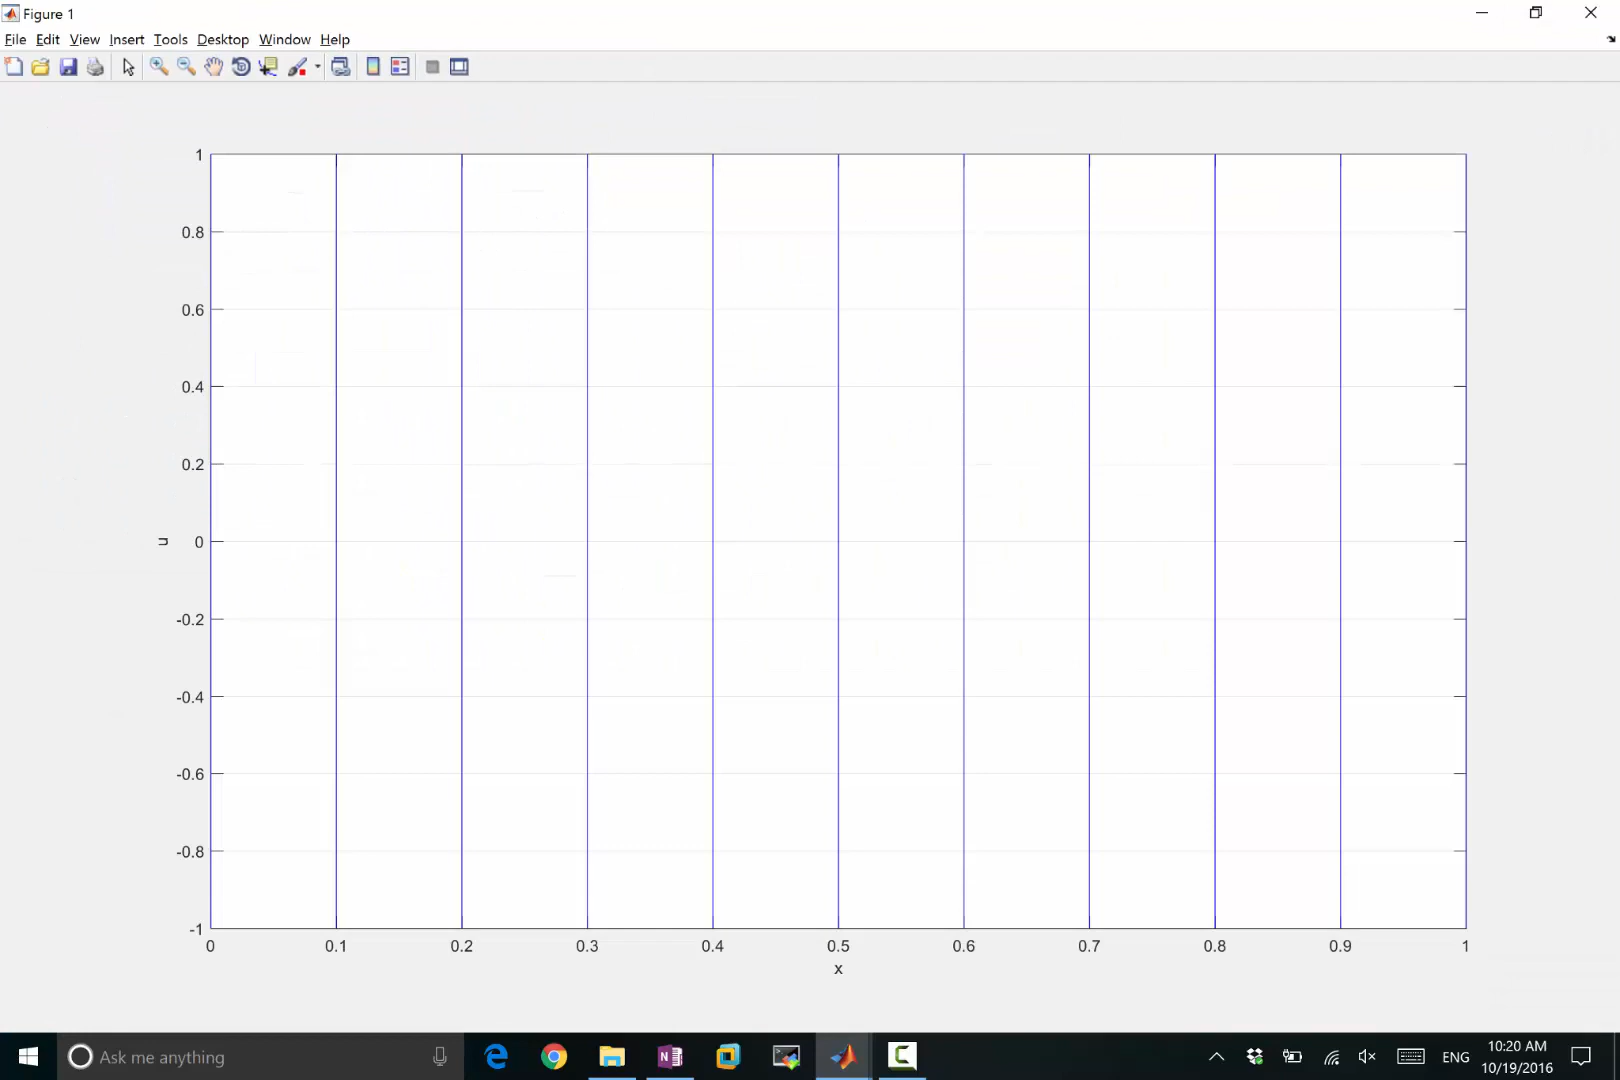 Figure 1
File Edit View Insert Tools Desktop Window Help
1
0.8
0.6
0.4
0.2
0
-0.2
-0.4
-0.6
-0.8
-1
u
0 0.1 0.2 0.3 0.4 0.5 0.6 0.7 0.8 0.9 1
x
Ask me anything
N
ENG
10:20 AM
10/19/2016